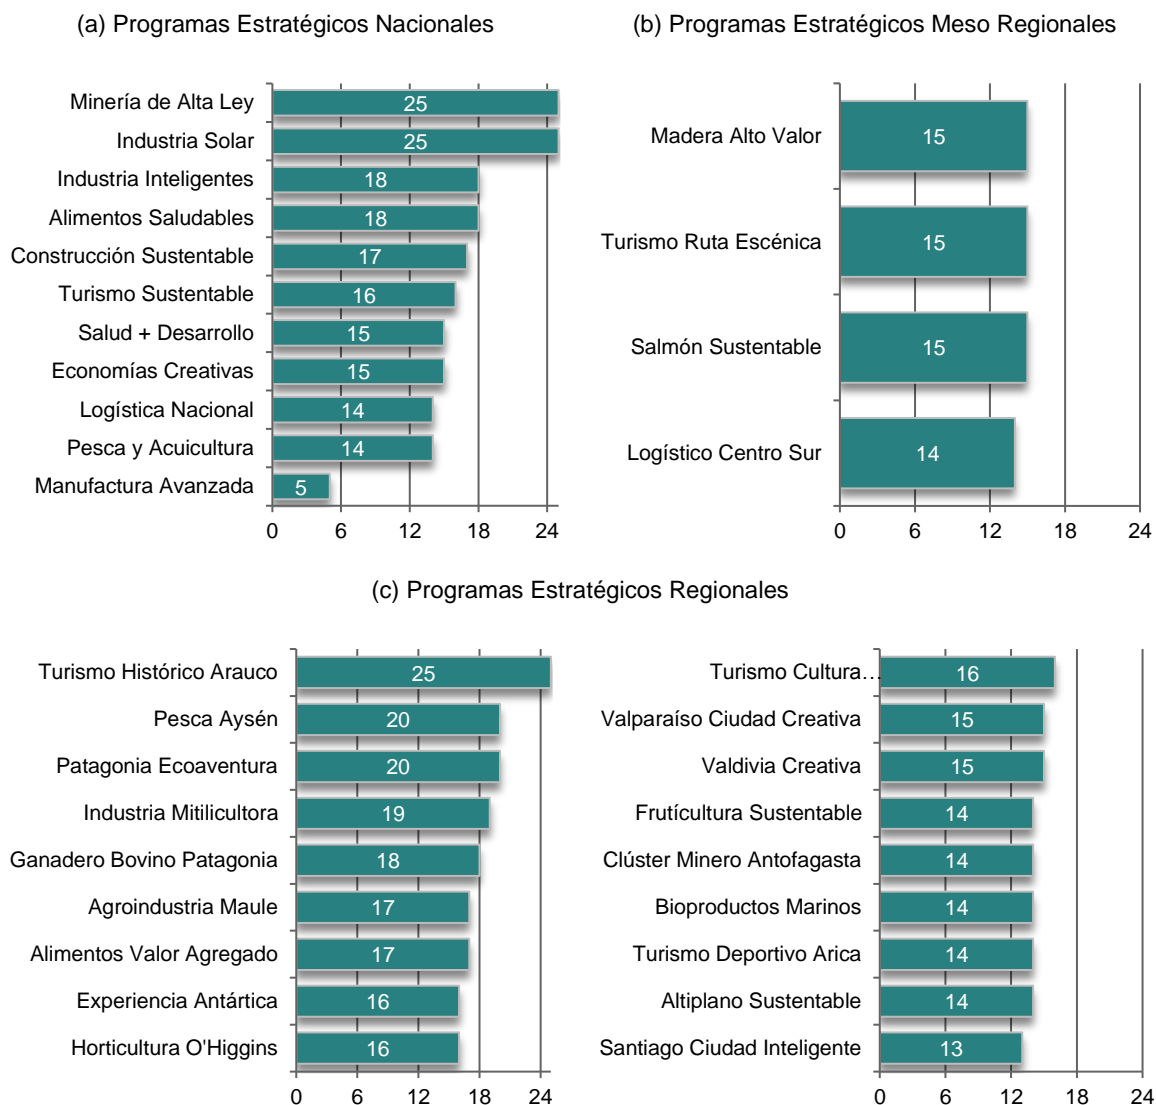 (a) Programas Estratégicos Nacionales
Minería de Alta Ley 25
Industria Solar 25
Industria Inteligentes 18
Alimentos Saludables 18
Construcción Sustentable 17
Turismo Sustentable 16
Salud + Desarrollo 15
Economías Creativas 15
Logística Nacional 14
Pesca y Acuicultura 14
Manufactura Avanzada 5
0 6 12 18 24
(b) Programas Estratégicos Meso Regionales
Madera Alto Valor 15
Turismo Ruta Escénica 15
Salmón Sustentable 15
Logístico Centro Sur 14
0 6 12 18 24
(c) Programas Estratégicos Regionales
Turismo Histórico Arauco 25
Pesca Aysén 20
Patagonia Ecoaventura 20
Industria Mitilicultora 19
Ganadero Bovino Patagonia 18
Agroindustria Maule 17
Alimentos Valor Agregado 17
Experiencia Antártica 16
Horticultura O'Higgins 16
0 6 12 18 24
Turismo Cultura… 16
Valparaíso Ciudad Creativa 15
Valdivia Creativa 15
Frutícultura Sustentable 14
Clúster Minero Antofagasta 14
Bioproductos Marinos 14
Turismo Deportivo Arica 14
Altiplano Sustentable 14
Santiago Ciudad Inteligente 13
0 6 12 18 24